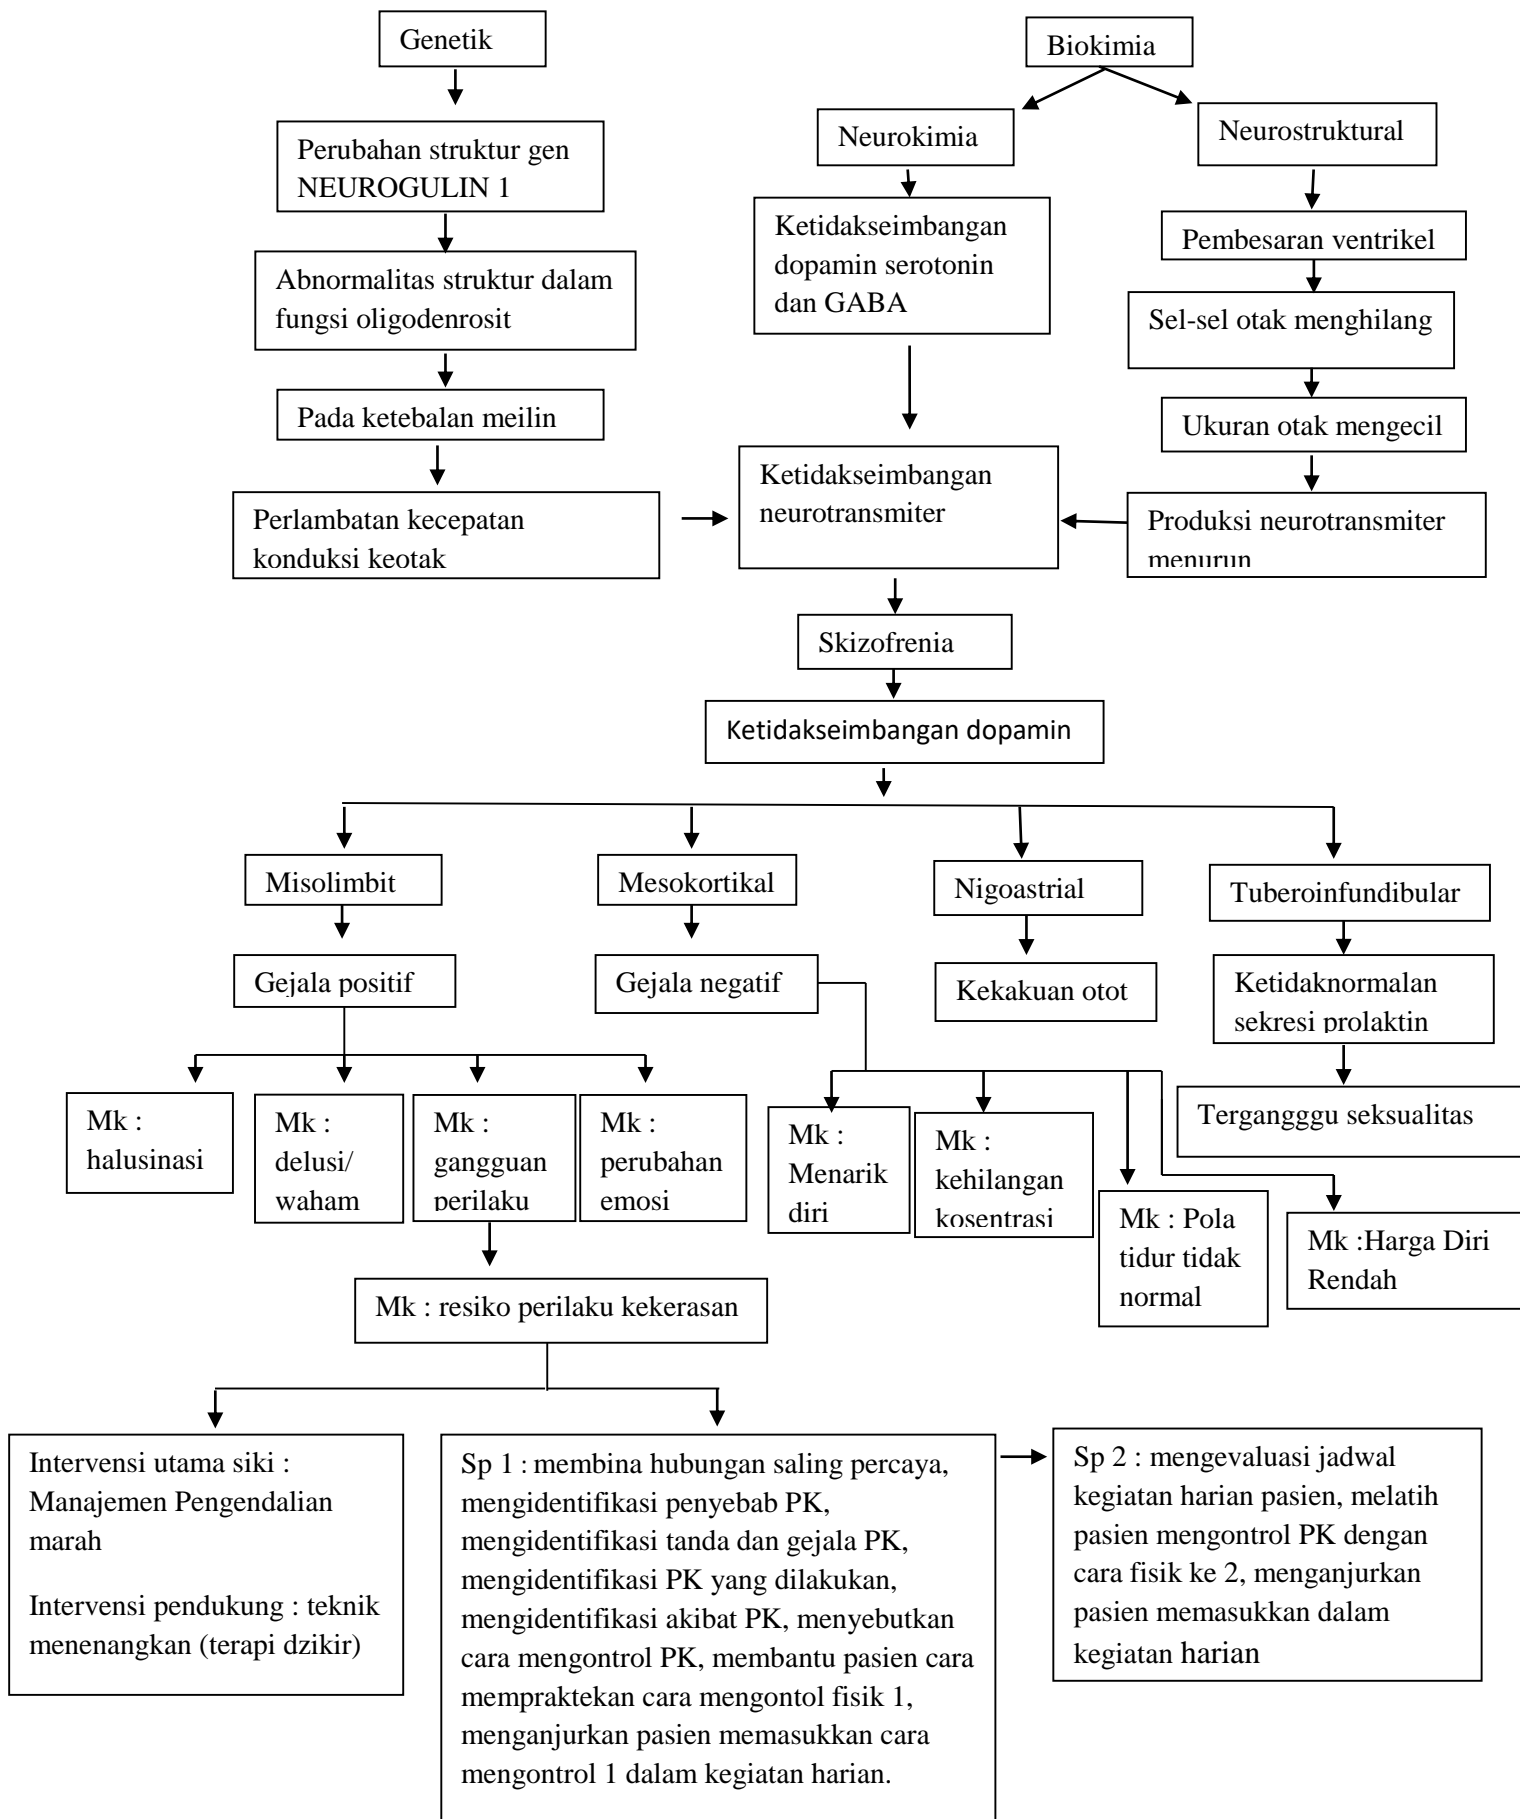 Genetik
Biokimia
Perubahan struktur gen
NEUROGULIN 1
Neurokimia
Neurostruktural
Abnormalitas struktur dalam
fungsi oligodenrosit
Ketidakseimbangan
dopamin serotonin
dan GABA
Pembesaran ventrikel
Sel-sel otak menghilang
Pada ketebalan meilin
Ukuran otak mengecil
Perlambatan kecepatan
konduksi keotak
Ketidakseimbangan
neurotransmiter
Produksi neurotransmiter
menurun
Skizofrenia
Ketidakseimbangan dopamin
Misolimbit
Mesokortikal
Nigoastrial
Tuberoinfundibular
Gejala positif
Gejala negatif
Kekakuan otot
Ketidaknormalan
sekresi prolaktin
Mk :
halusinasi
Mk :
delusi/
waham
Mk :
gangguan
perilaku
Mk :
perubahan
emosi
Mk :
Menarik
diri
Mk :
kehilangan
kosentrasi
Mk : Pola
tidur tidak
normal
Tergangggu seksualitas
Mk :Harga Diri
Rendah
Mk : resiko perilaku kekerasan
Intervensi utama siki :
Manajemen Pengendalian
marah
Intervensi pendukung : teknik
menenangkan (terapi dzikir)
Sp 1 : membina hubungan saling percaya,
mengidentifikasi penyebab PK,
mengidentifikasi tanda dan gejala PK,
mengidentifikasi PK yang dilakukan,
mengidentifikasi akibat PK, menyebutkan
cara mengontrol PK, membantu pasien cara
mempraktekan cara mengontol fisik 1,
menganjurkan pasien memasukkan cara
mengontrol 1 dalam kegiatan harian.
Sp 2 : mengevaluasi jadwal
kegiatan harian pasien, melatih
pasien mengontrol PK dengan
cara fisik ke 2, menganjurkan
pasien memasukkan dalam
kegiatan harian